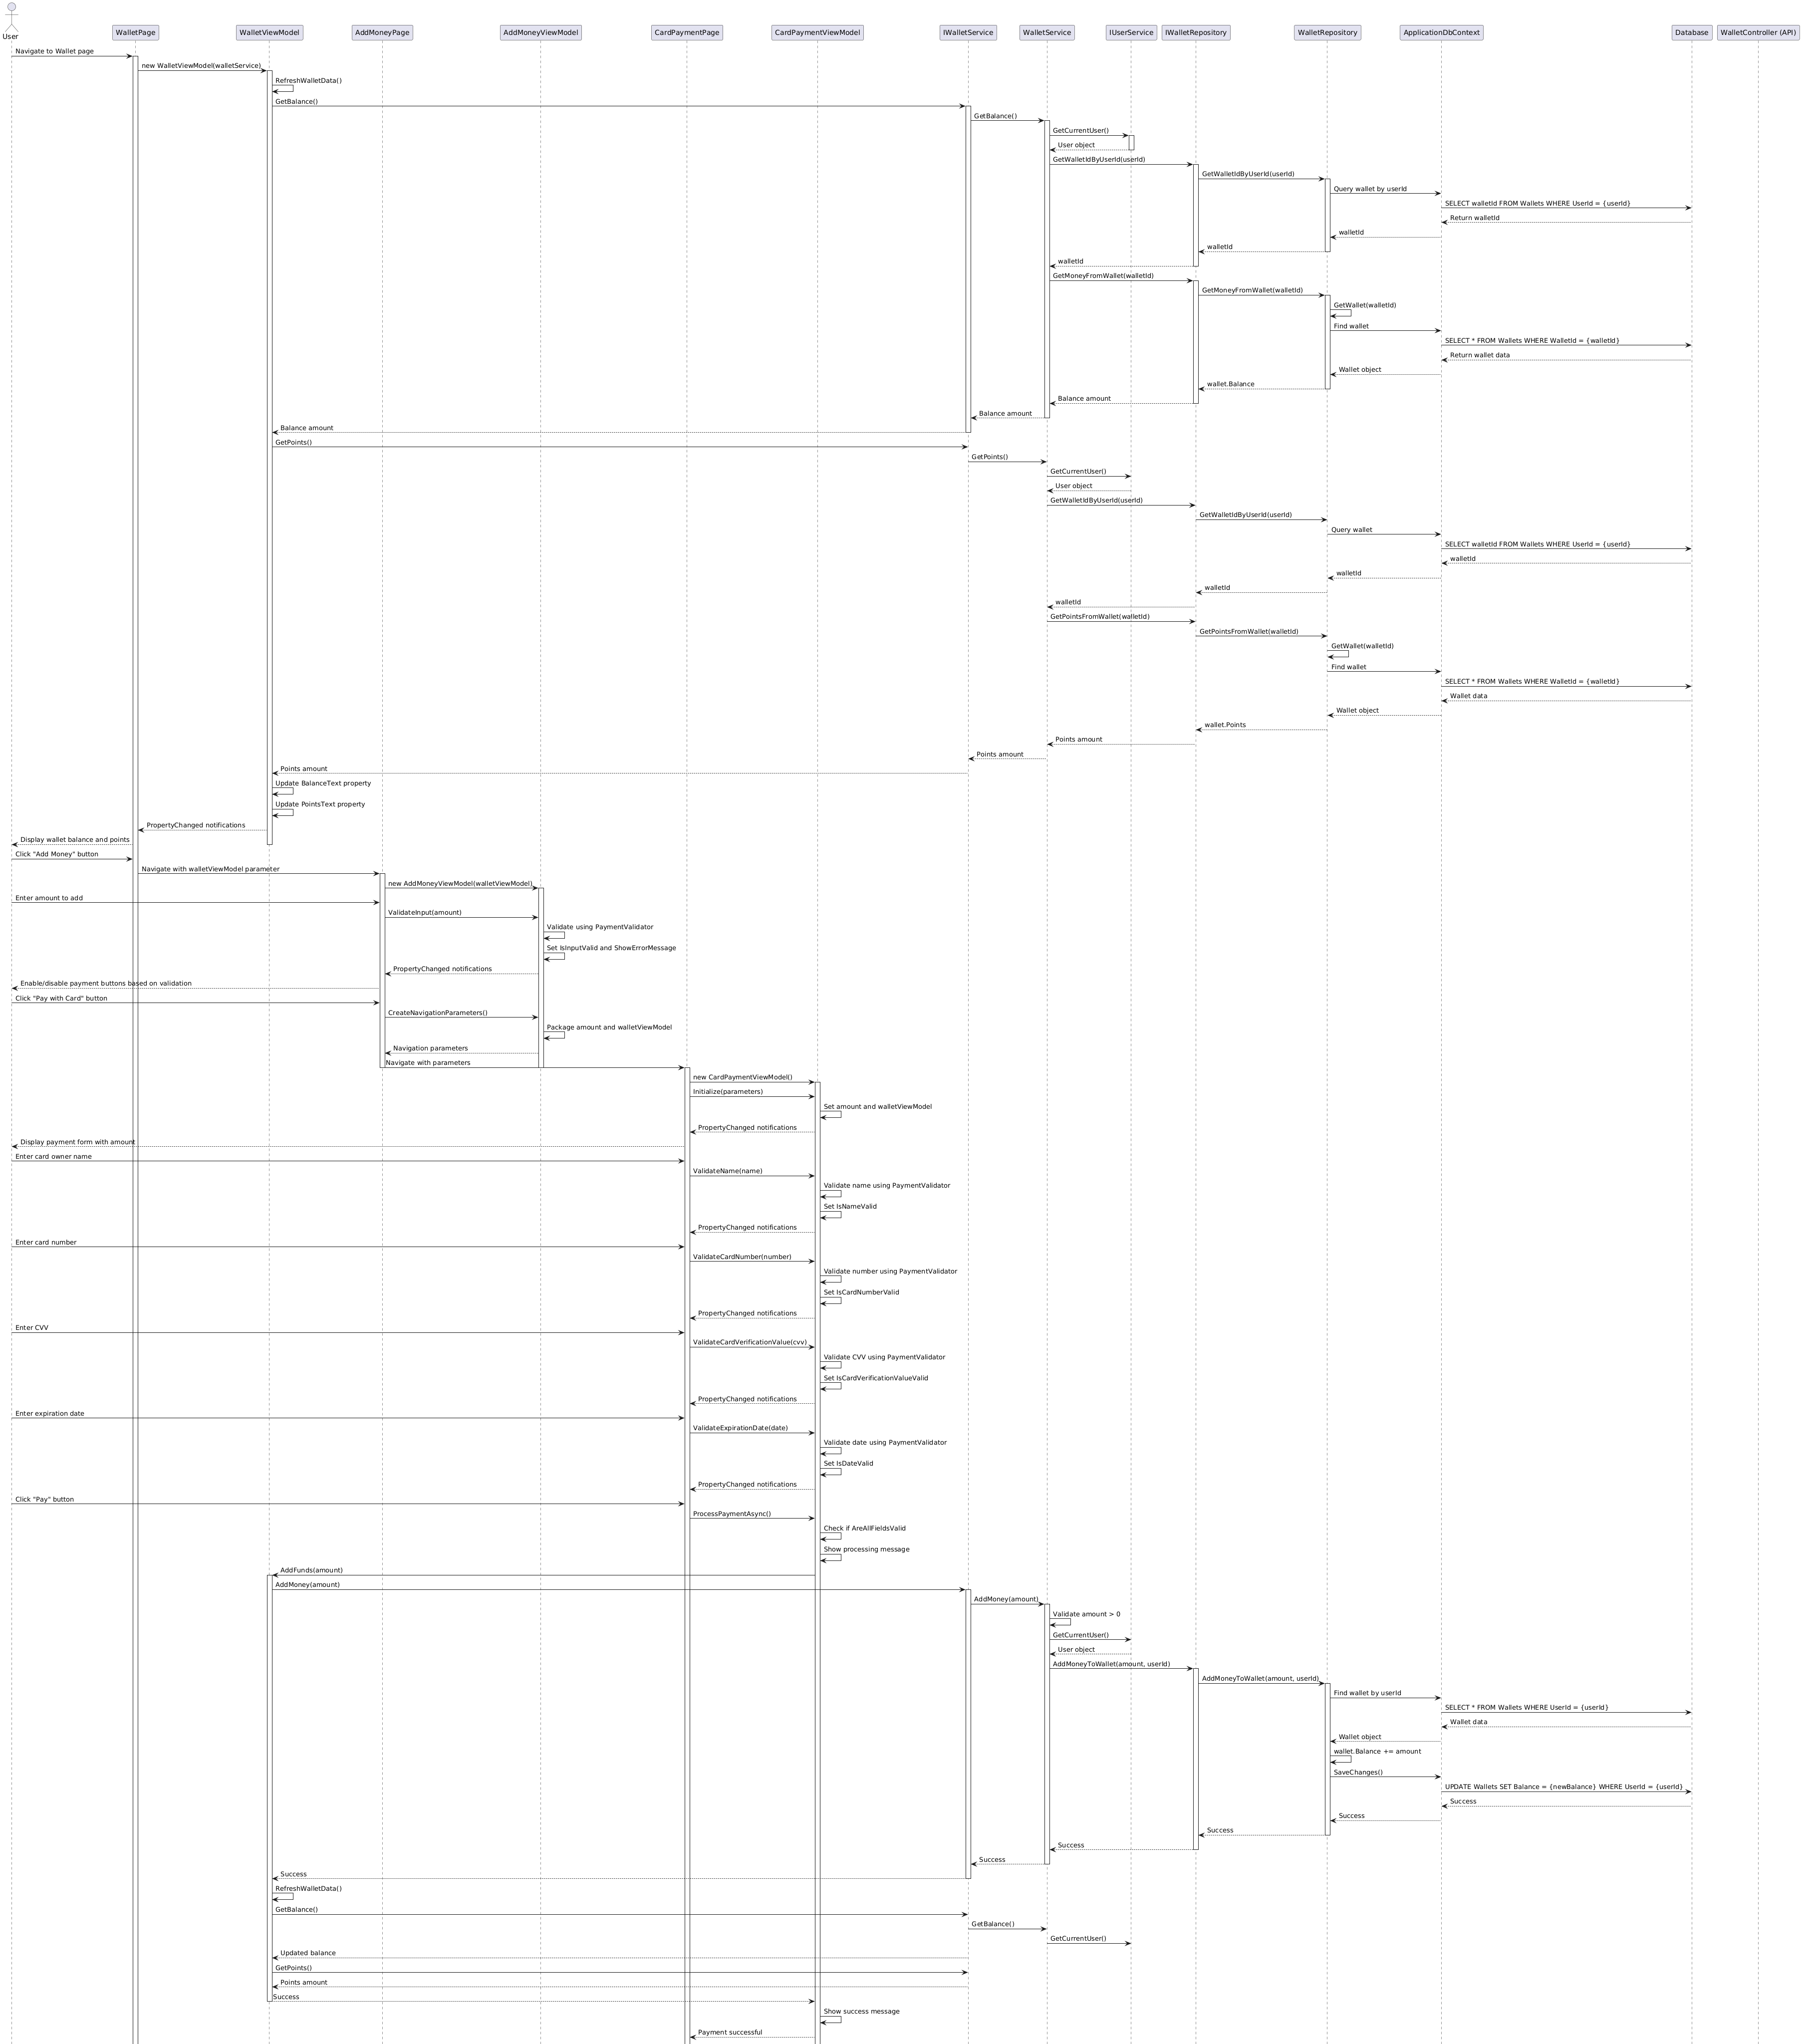 User
WalletPage
WalletViewModel
AddMoneyPage
AddMoneyViewModel
CardPaymentPage
CardPaymentViewModel
IWalletService
WalletService
IUserService
IWalletRepository
WalletRepository
ApplicationDbContext
Database
WalletController (API)
Navigate to Wallet page
new WalletViewModel(walletService)
RefreshWalletData()
GetBalance()
GetBalance()
GetCurrentUser()
User object
GetWalletIdByUserId(userId)
GetWalletIdByUserId(userId)
Query wallet by userId
SELECT walletId FROM Wallets WHERE UserId = {userId}
Return walletId
walletId
walletId
walletId
GetMoneyFromWallet(walletId)
GetMoneyFromWallet(walletId)
GetWallet(walletId)
Find wallet
SELECT * FROM Wallets WHERE WalletId = {walletId}
Return wallet data
Wallet object
wallet.Balance
Balance amount
Balance amount
Balance amount
GetPoints()
GetPoints()
GetCurrentUser()
User object
GetWalletIdByUserId(userId)
GetWalletIdByUserId(userId)
Query wallet
SELECT walletId FROM Wallets WHERE UserId = {userId}
walletId
walletId
walletId
walletId
GetPointsFromWallet(walletId)
GetPointsFromWallet(walletId)
GetWallet(walletId)
Find wallet
SELECT * FROM Wallets WHERE WalletId = {walletId}
Wallet data
Wallet object
wallet.Points
Points amount
Points amount
Points amount
Update BalanceText property
Update PointsText property
PropertyChanged notifications
Display wallet balance and points
Click "Add Money" button
Navigate with walletViewModel parameter
new AddMoneyViewModel(walletViewModel)
Enter amount to add
ValidateInput(amount)
Validate using PaymentValidator
Set IsInputValid and ShowErrorMessage
PropertyChanged notifications
Enable/disable payment buttons based on validation
Click "Pay with Card" button
CreateNavigationParameters()
Package amount and walletViewModel
Navigation parameters
Navigate with parameters
new CardPaymentViewModel()
Initialize(parameters)
Set amount and walletViewModel
PropertyChanged notifications
Display payment form with amount
Enter card owner name
ValidateName(name)
Validate name using PaymentValidator
Set IsNameValid
PropertyChanged notifications
Enter card number
ValidateCardNumber(number)
Validate number using PaymentValidator
Set IsCardNumberValid
PropertyChanged notifications
Enter CVV
ValidateCardVerificationValue(cvv)
Validate CVV using PaymentValidator
Set IsCardVerificationValueValid
PropertyChanged notifications
Enter expiration date
ValidateExpirationDate(date)
Validate date using PaymentValidator
Set IsDateValid
PropertyChanged notifications
Click "Pay" button
ProcessPaymentAsync()
Check if AreAllFieldsValid
Show processing message
AddFunds(amount)
AddMoney(amount)
AddMoney(amount)
Validate amount > 0
GetCurrentUser()
User object
AddMoneyToWallet(amount, userId)
AddMoneyToWallet(amount, userId)
Find wallet by userId
SELECT * FROM Wallets WHERE UserId = {userId}
Wallet data
Wallet object
wallet.Balance += amount
SaveChanges()
UPDATE Wallets SET Balance = {newBalance} WHERE UserId = {userId}
Success
Success
Success
Success
Success
Success
RefreshWalletData()
GetBalance()
GetBalance()
GetCurrentUser()
Updated balance
GetPoints()
Points amount
Success
Show success message
Payment successful